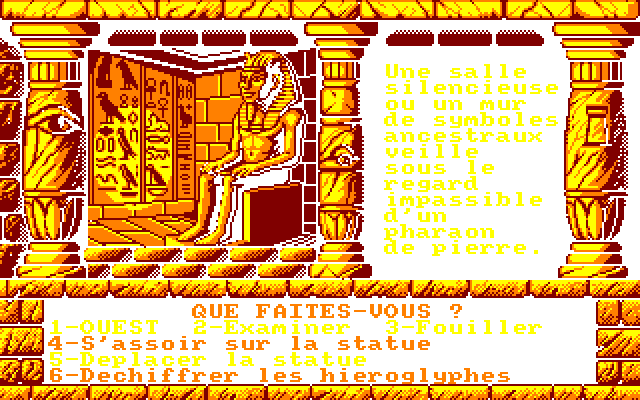 Une salle
silencieuse
ou un mur
de symboles
ancestraux
veille
sous le
regard
impassible
d'un
pharaon
de pierre.
QUE FAITES-VOUS ?
1-OUEST 2-Examiner 3-Fouiller
4-S'assoir sur la statue
5-Deplacer la statue
6-Dechiffrer les hieroglyphes